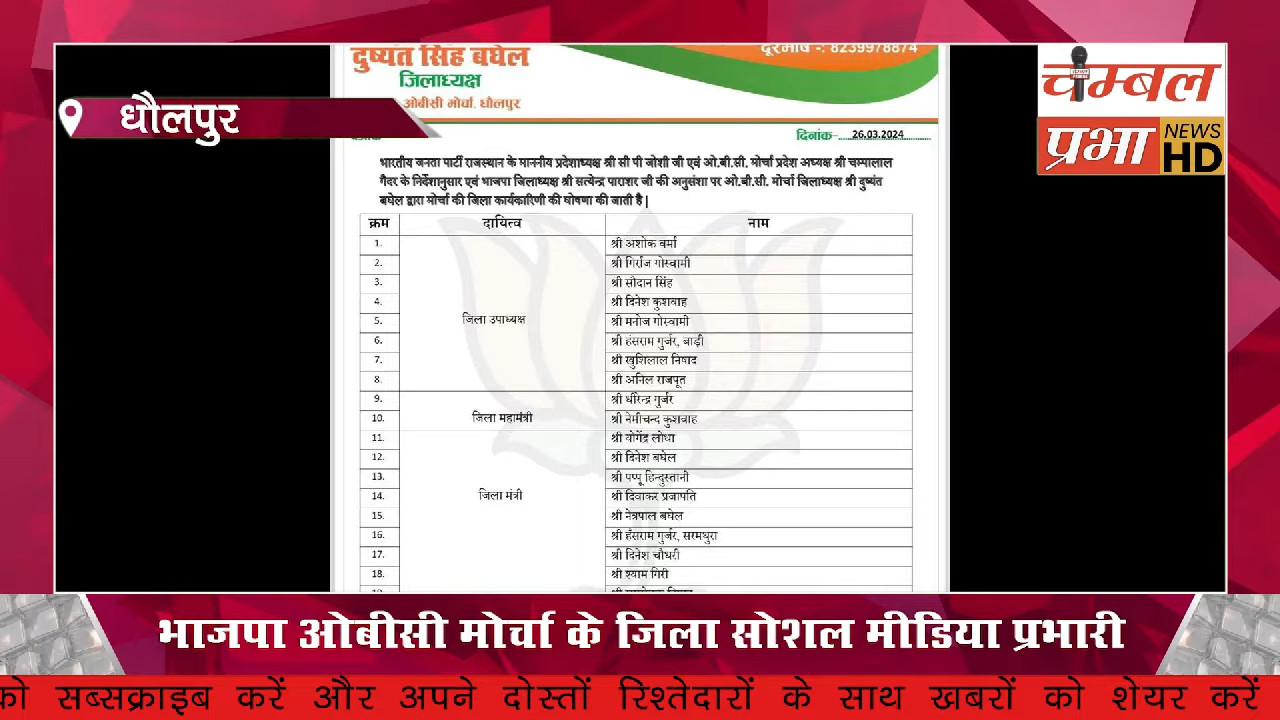 दुष्यंत सिंह बघेल
जिलाध्यक्ष
ओबीसी मोर्चा, धौलपुर
दूरभाष -: 8239978874
धौलपुर
चम्बल
प्रभा NEWS HD
दिनांक- 26.03.2024
भारतीय जनता पार्टी राजस्थान के माननीय प्रदेशाध्यक्ष श्री सी पी जोशी जी एवं ओ.बी.सी. मोर्चा प्रदेश अध्यक्ष श्री चम्पालाल
गैदर के निर्देशानुसार एवं भाजपा जिलाध्यक्ष श्री सत्येन्द्र पाराशर जी की अनुसंशा पर ओ.बी.सी. मोर्चा जिलाध्यक्ष श्री दुष्यंत
बघेल द्वारा मोर्चा की जिला कार्यकारिणी की घोषणा की जाती है |
क्रम दायित्व नाम
1. श्री अशोक वर्मा
2. श्री गिर्राज गोस्वामी
3. श्री सौदान सिंह
4. श्री दिनेश कुशवाह
जिला उपाध्यक्ष
5. श्री मनोज गोस्वामी
6. श्री हंसराम गुर्जर, बाड़ी
7. श्री खुशिलाल निषाद
8. श्री अनिल राजपूत
9. श्री धीरेन्द्र गुर्जर
10. जिला महामंत्री श्री नेमीचन्द कुशवाह
11. श्री योगेंद्र लोधा
12. श्री दिनेश बघेल
13. श्री पप्पू हिन्दुस्तानी
14. जिला मंत्री श्री दिवाकर प्रजापति
15. श्री नेत्रपाल बघेल
16. श्री हँसराम गुर्जर, सरमथुरा
17. श्री दिनेश चौधरी
18. श्री श्याम गिरी
भाजपा ओबीसी मोर्चा के जिला सोशल मीडिया प्रभारी
को सब्सक्राइब करें और अपने दोस्तों रिश्तेदारों के साथ खबरों को शेयर करें